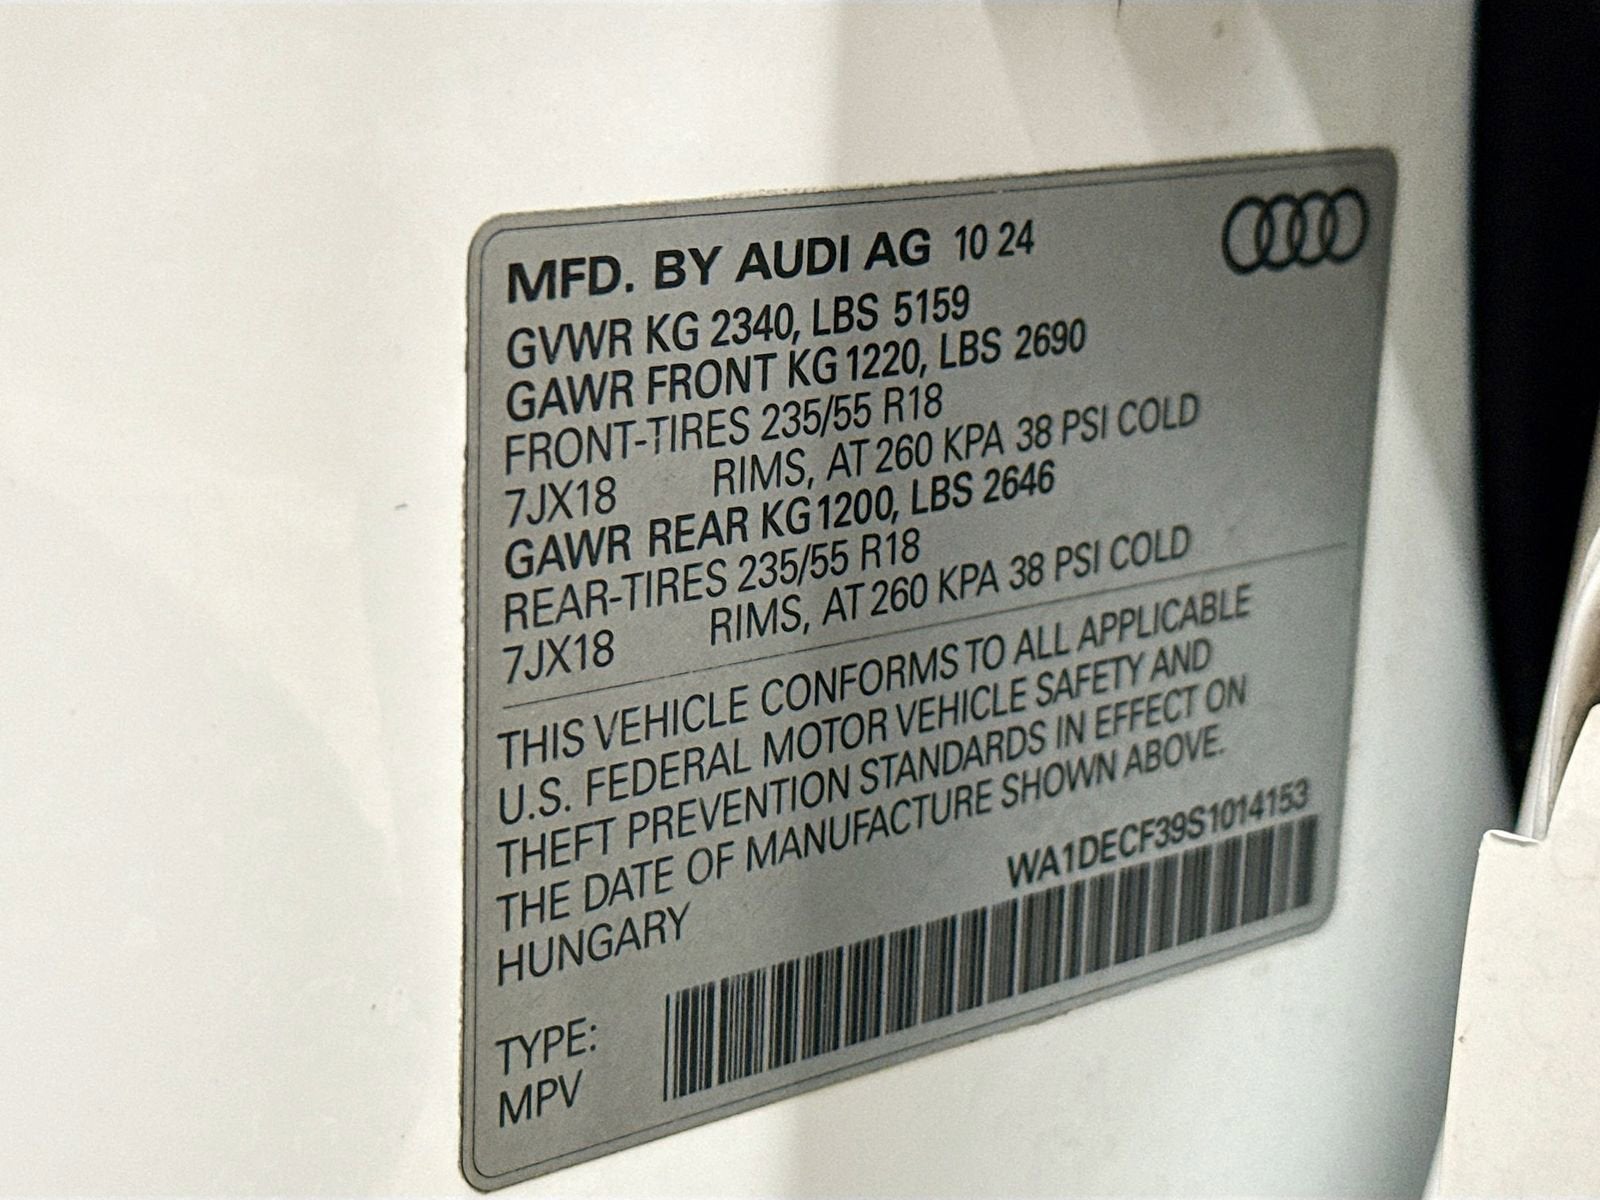 MFD. BY AUDI AG 10 24
GVWR KG 2340, LBS 5159
GAWR FRONT KG 1220, LBS 2690
FRONT-TIRES 235/55 R18
7JX18 RIMS, AT 260 KPA 38 PSI COLD
GAWR REAR KG 1200, LBS 2646
REAR-TIRES 235/55 R18
7JX18 RIMS, AT 260 KPA 38 PSI COLD
THIS VEHICLE CONFORMS TO ALL APPLICABLE
U.S. FEDERAL MOTOR VEHICLE SAFETY AND
THEFT PREVENTION STANDARDS IN EFFECT ON
THE DATE OF MANUFACTURE SHOWN ABOVE.
HUNGARY
WA1DECF39S1014153
TYPE:
MPV